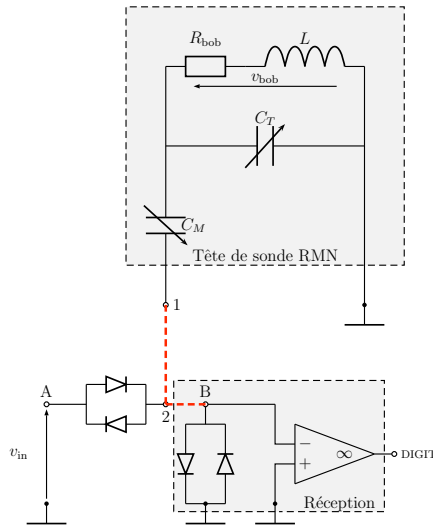 R_bob
L
v_bob
C_T
C_M
Tête de sonde RMN
1
A
B
2
v_in
−
+
∞
DIGIT
Réception